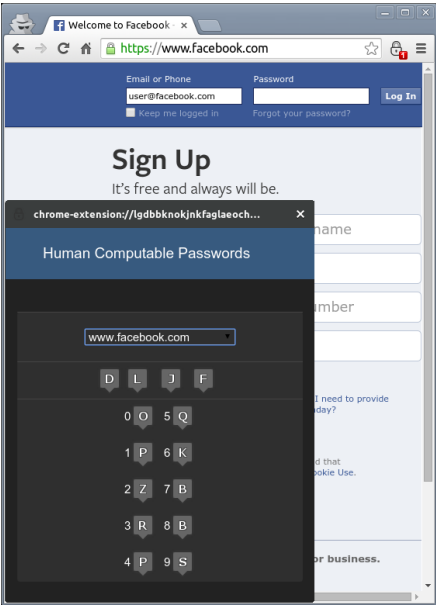 Welcome to Facebook - ×
https://www.facebook.com
Email or Phone Password
user@facebook.com Log In
Keep me logged in Forgot your password?
Sign Up
It's free and always will be.
chrome-extension://lgdbbknokjnkfaglaeoch... ×
name
Human Computable Passwords
umber
www.facebook.com
D L J F
I need to provide
day?
0 O 5 Q
1 P 6 K
d that
ookie Use.
2 Z 7 B
3 R 8 B
or business.
4 P 9 S